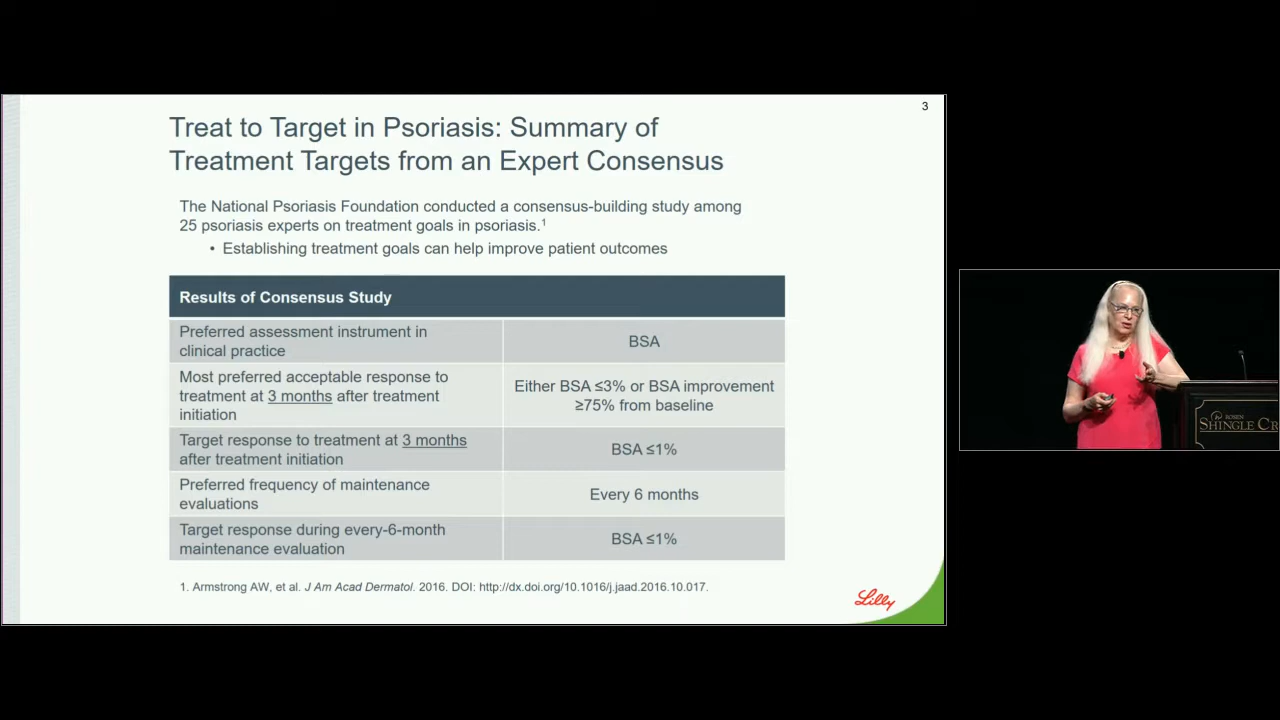 3
Treat to Target in Psoriasis: Summary of
Treatment Targets from an Expert Consensus
The National Psoriasis Foundation conducted a consensus-building study among
25 psoriasis experts on treatment goals in psoriasis.1
• Establishing treatment goals can help improve patient outcomes
Results of Consensus Study
Preferred assessment instrument in
clinical practice
BSA
Most preferred acceptable response to
treatment at 3 months after treatment
initiation
Either BSA ≤3% or BSA improvement
≥75% from baseline
Target response to treatment at 3 months
after treatment initiation
BSA ≤1%
Preferred frequency of maintenance
evaluations
Every 6 months
Target response during every-6-month
maintenance evaluation
BSA ≤1%
1. Armstrong AW, et al. J Am Acad Dermatol. 2016. DOI: http://dx.doi.org/10.1016/j.jaad.2016.10.017.
Lilly
ROSEN
SHINGLE CR